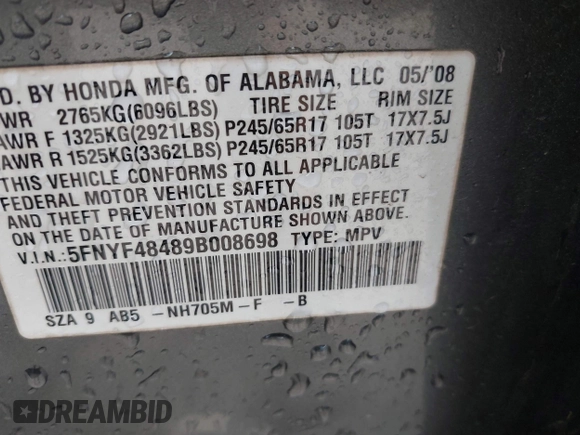 D. BY HONDA MFG. OF ALABAMA, LLC 05/'08
WR 2765KG(6096LBS) TIRE SIZE RIM SIZE
AWR F 1325KG(2921LBS) P245/65R17 105T 17X7.5J
AWR R 1525KG(3362LBS) P245/65R17 105T 17X7.5J
THIS VEHICLE CONFORMS TO ALL APPLICABLE
FEDERAL MOTOR VEHICLE SAFETY
AND THEFT PREVENTION STANDARDS IN EFFECT
ON THE DATE OF MANUFACTURE SHOWN ABOVE.
V.I.N.: 5FNYF48489B008698 TYPE: MPV
SZA 9 AB5 -NH705M-F -B
DREAMBID